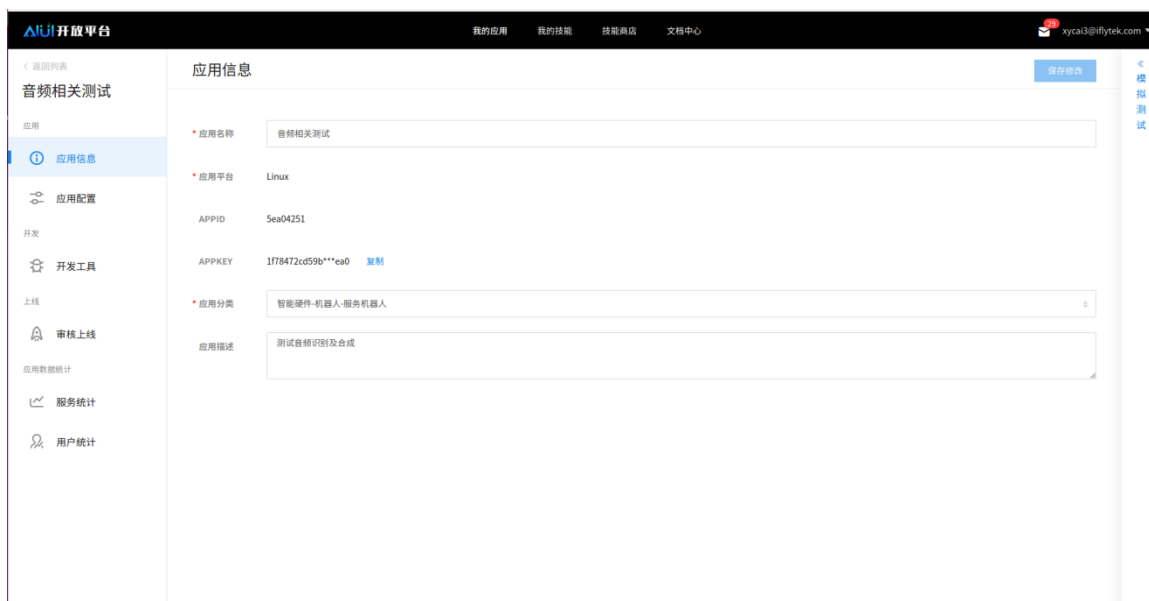 AIUI开放平台 我的应用 我的技能 技能商店 文档中心 29 xycai3@iflytek.com
< 返回列表
音频相关测试
应用
应用信息
应用配置
开发
开发工具
上线
审核上线
应用数据统计
服务统计
用户统计
应用信息 保存修改
* 应用名称 音频相关测试
* 应用平台 Linux
APPID 5ea04251
APPKEY 1f78472cd59b***ea0 复制
* 应用分类 智能硬件-机器人-服务机器人
应用描述 测试音频识别及合成
«
模
拟
测
试